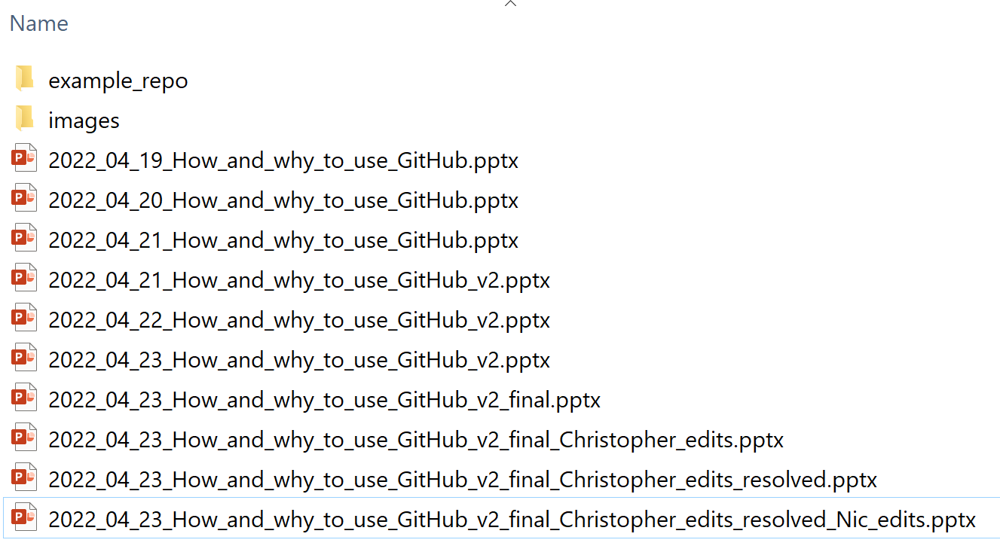 Name
example_repo
images
2022_04_19_How_and_why_to_use_GitHub.pptx
2022_04_20_How_and_why_to_use_GitHub.pptx
2022_04_21_How_and_why_to_use_GitHub.pptx
2022_04_21_How_and_why_to_use_GitHub_v2.pptx
2022_04_22_How_and_why_to_use_GitHub_v2.pptx
2022_04_23_How_and_why_to_use_GitHub_v2.pptx
2022_04_23_How_and_why_to_use_GitHub_v2_final.pptx
2022_04_23_How_and_why_to_use_GitHub_v2_final_Christopher_edits.pptx
2022_04_23_How_and_why_to_use_GitHub_v2_final_Christopher_edits_resolved.pptx
2022_04_23_How_and_why_to_use_GitHub_v2_final_Christopher_edits_resolved_Nic_edits.pptx